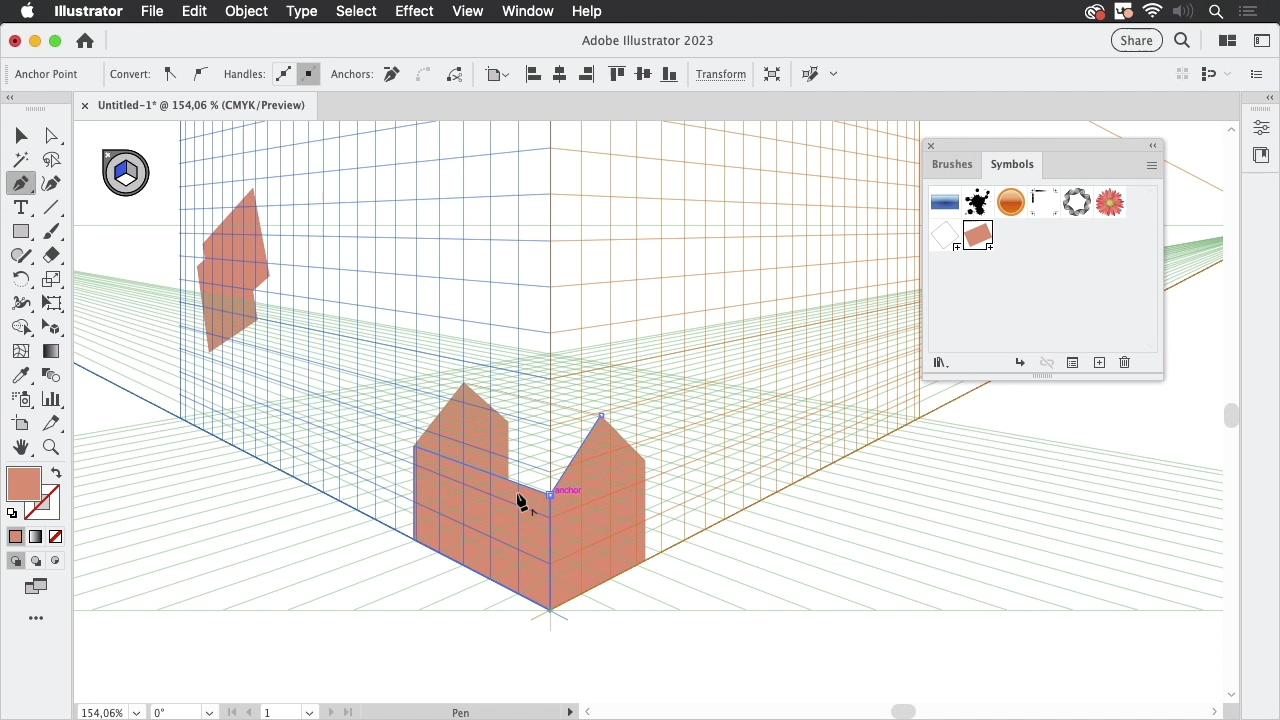 Illustrator File Edit Object Type Select Effect View Window Help
Adobe Illustrator 2023
Share
Anchor Point
Convert:
Handles:
Anchors:
Transform
Untitled-1* @ 154,06 % (CMYK/Preview)
Brushes
Symbols
anchor
154,06%
0°
1
Pen